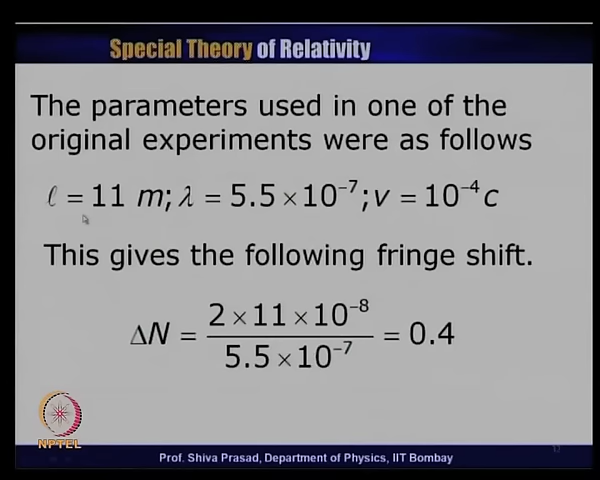 Special Theory of Relativity
The parameters used in one of the
original experiments were as follows
ℓ = 11 m; λ = 5.5 × 10⁻⁷; v = 10⁻⁴ c
This gives the following fringe shift.
ΔN = (2 × 11 × 10⁻⁸) / (5.5 × 10⁻⁷) = 0.4
NPTEL
Prof. Shiva Prasad, Department of Physics, IIT Bombay